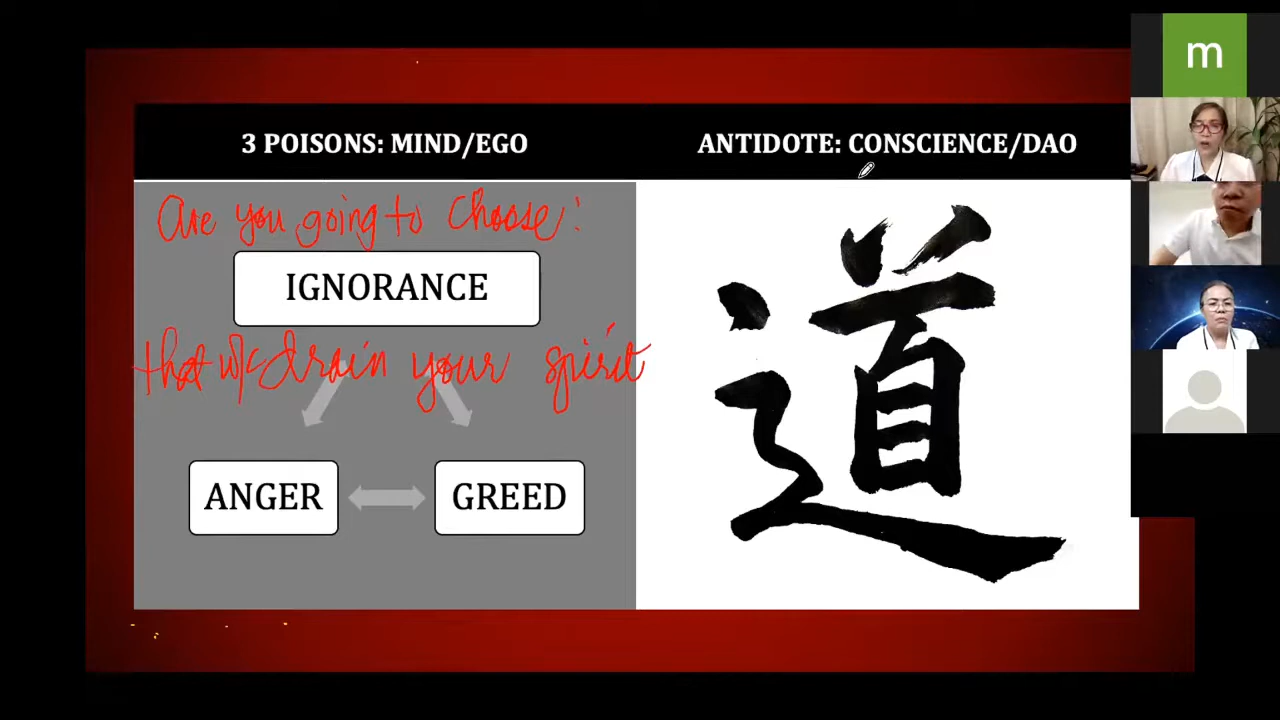 3 POISONS: MIND/EGO
ANTIDOTE: CONSCIENCE/DAO
Are you going to choose:
IGNORANCE
that drain your spirit
ANGER
GREED
道
m